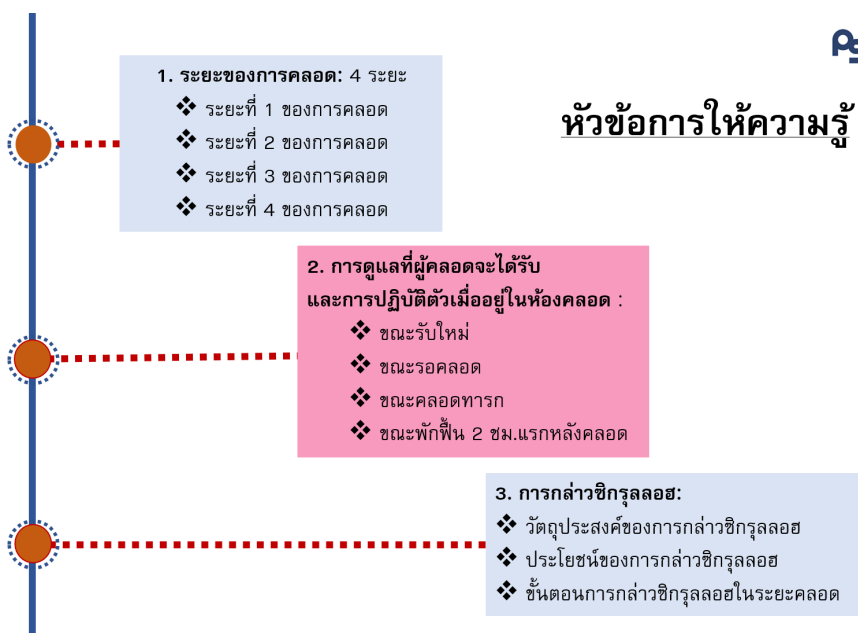 หัวข้อการให้ความรู้
1. ระยะของการคลอด: 4 ระยะ
❖ ระยะที่ 1 ของการคลอด
❖ ระยะที่ 2 ของการคลอด
❖ ระยะที่ 3 ของการคลอด
❖ ระยะที่ 4 ของการคลอด
2. การดูแลที่ผู้คลอดจะได้รับ
และการปฏิบัติตัวเมื่ออยู่ในห้องคลอด :
❖ ขณะรับใหม่
❖ ขณะรอคลอด
❖ ขณะคลอดทารก
❖ ขณะพักฟื้น 2 ชม.แรกหลังคลอด
3. การกล่าวซิกรุลลอฮ:
❖ วัตถุประสงค์ของการกล่าวซิกรุลลอฮ
❖ ประโยชน์ของการกล่าวซิกรุลลอฮ
❖ ขั้นตอนการกล่าวซิกรุลลอฮในระยะคลอด